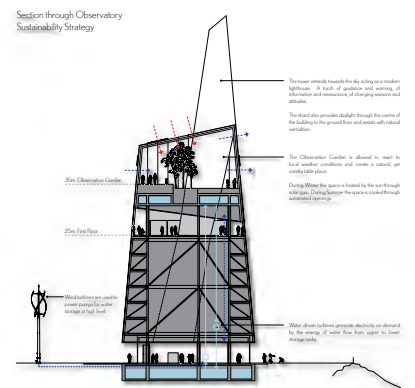 Section through Observatory
Sustainability Strategy
The tower extends towards the sky acting as a modern
lighthouse. A torch of guidance and warning, of
information and reassurance, of changing seasons and
attitudes.
The shard also provides daylight through the centre of
the building to the ground floor and assists with natural
ventilation.
The Observation Garden is allowed to react to
local weather conditions and create a natural, yet
comfortable place.
During Winter the space is heated by the sun through
solar gain. During Summer the space is cooled through
automated openings.
35m Observation Garden
25m First Floor
Wind turbines are used to
power pumps for water
storage at high level
Water driven turbines generate electricity on demand
by the energy of water flow from upper to lower
storage tanks.